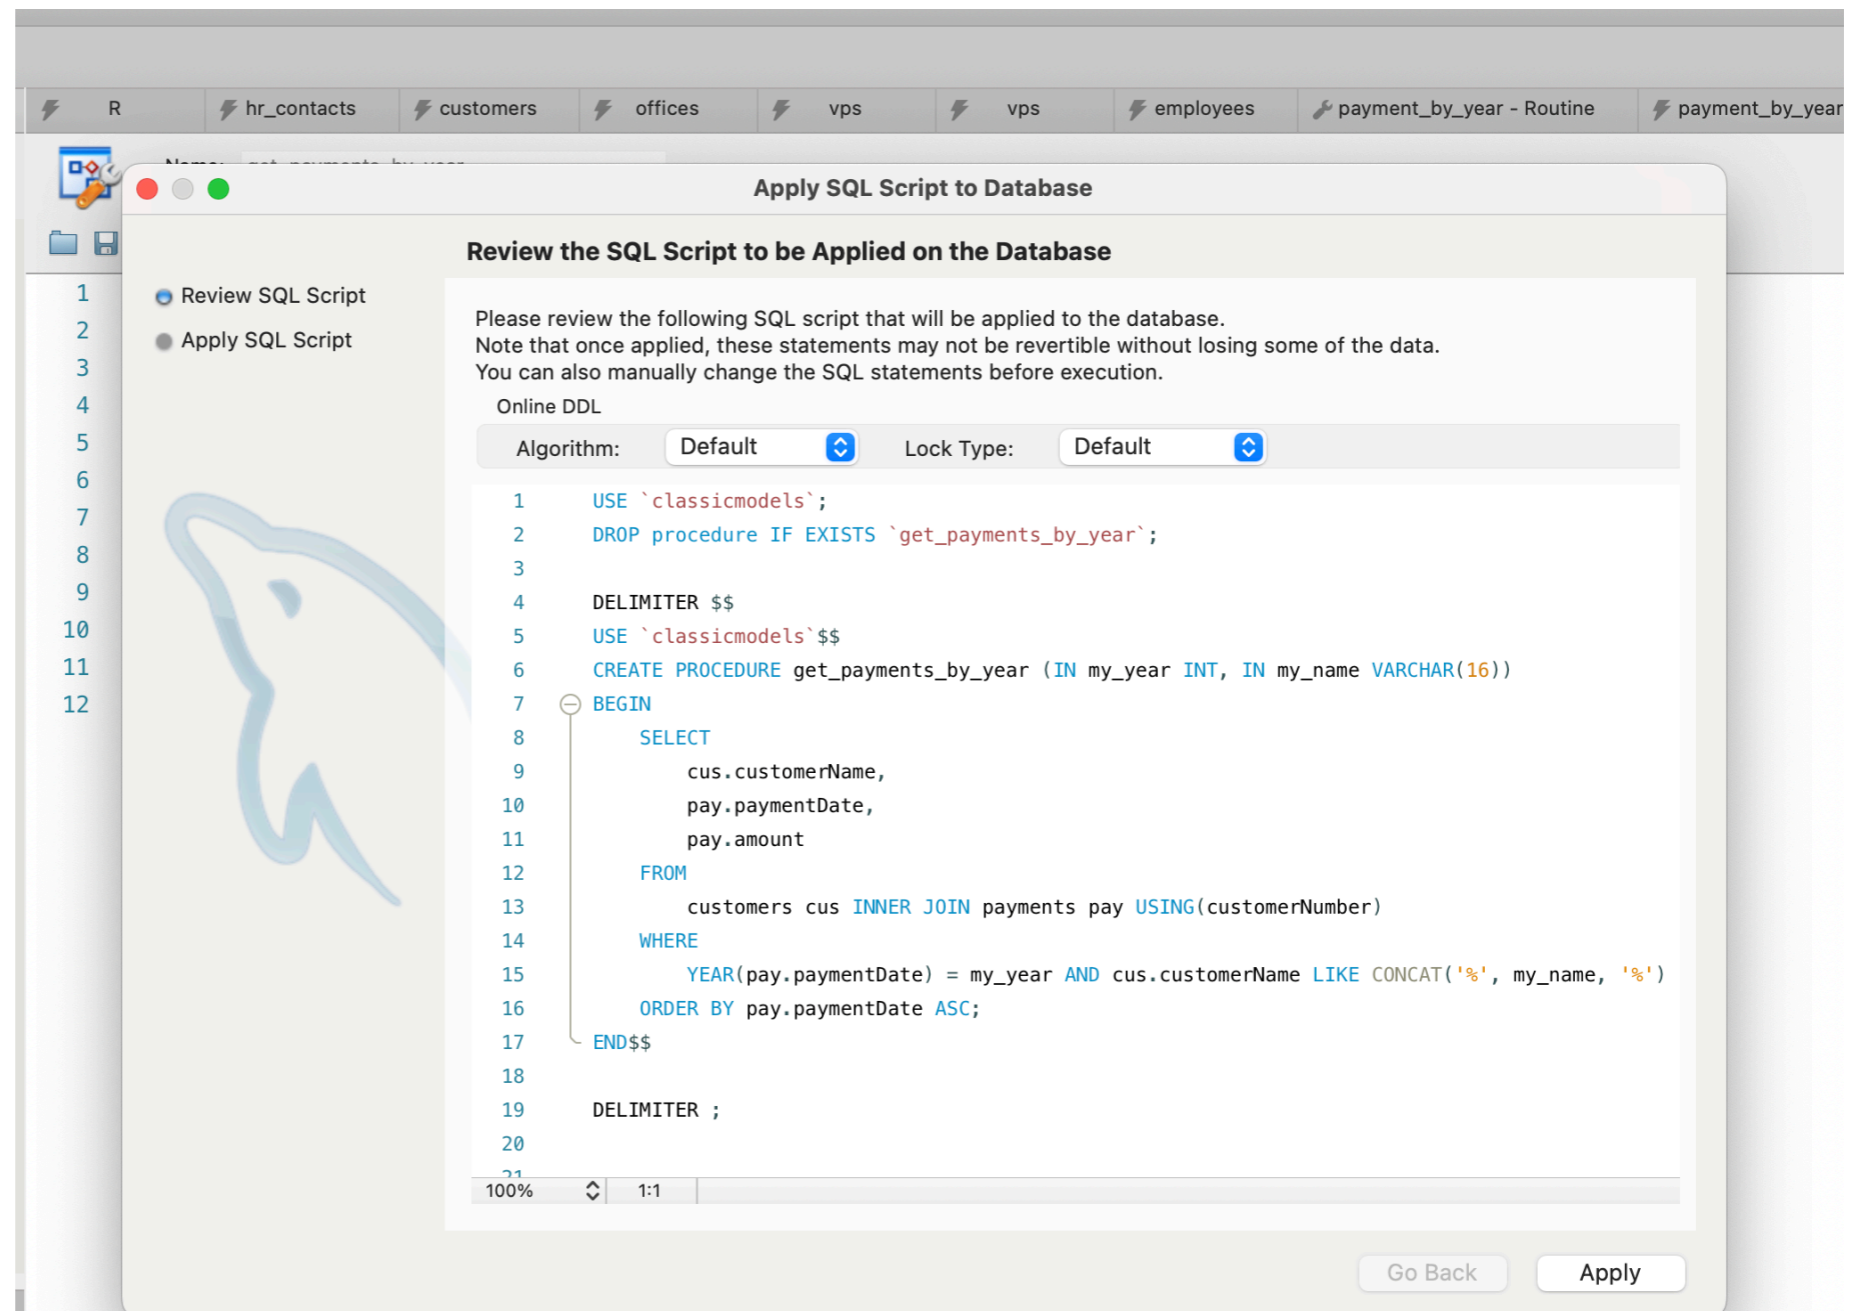 R
hr_contacts
customers
offices
vps
vps
employees
payment_by_year - Routine
payment_by_year
Name: get_payments_by_year
Apply SQL Script to Database
Review the SQL Script to be Applied on the Database
Review SQL Script
Apply SQL Script
1
2
3
4
5
6
7
8
9
10
11
12
Please review the following SQL script that will be applied to the database.
Note that once applied, these statements may not be revertible without losing some of the data.
You can also manually change the SQL statements before execution.
Online DDL
Algorithm: Default Lock Type: Default
1 USE `classicmodels`;
2 DROP procedure IF EXISTS `get_payments_by_year`;
3
4 DELIMITER $$
5 USE `classicmodels`$$
6 CREATE PROCEDURE get_payments_by_year (IN my_year INT, IN my_name VARCHAR(16))
7 BEGIN
8 SELECT
9 cus.customerName,
10 pay.paymentDate,
11 pay.amount
12 FROM
13 customers cus INNER JOIN payments pay USING(customerNumber)
14 WHERE
15 YEAR(pay.paymentDate) = my_year AND cus.customerName LIKE CONCAT('%', my_name, '%')
16 ORDER BY pay.paymentDate ASC;
17 END$$
18
19 DELIMITER ;
20
21
100% 1:1
Go Back Apply